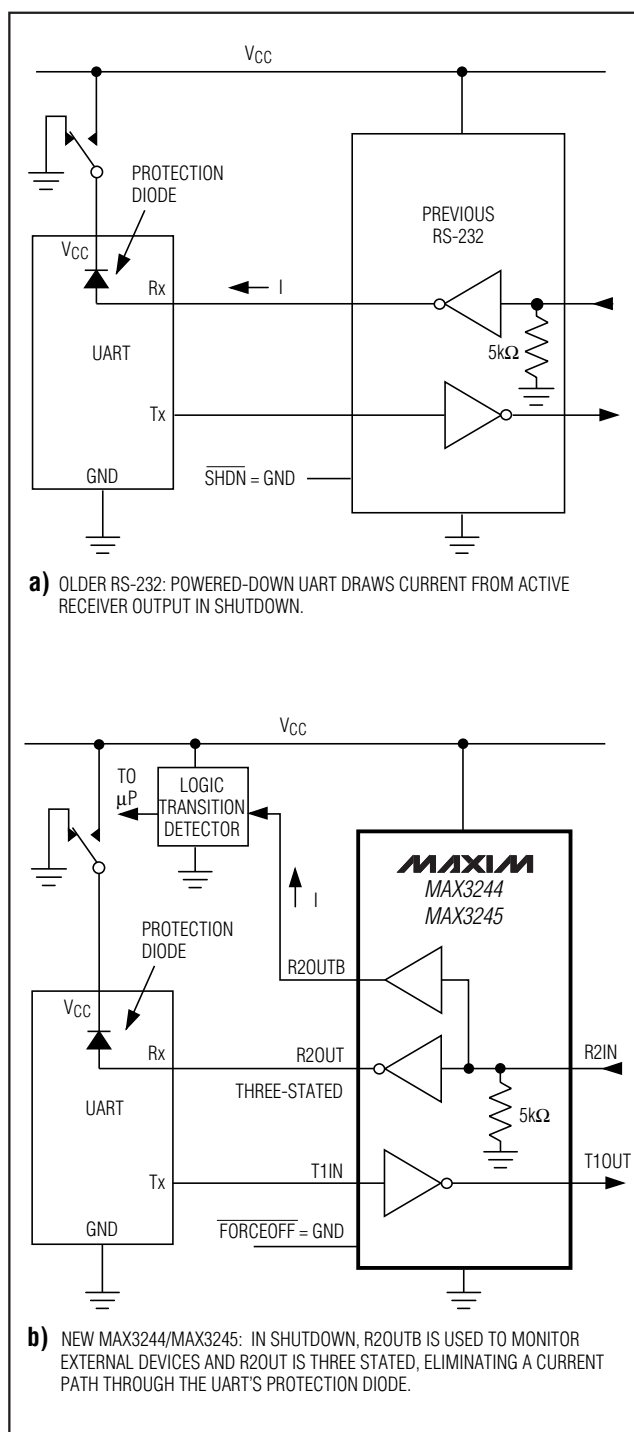 VCC
PROTECTION
DIODE
VCC
Rx
I
PREVIOUS
RS-232
5kΩ
UART
Tx
GND
SHDN = GND
a) OLDER RS-232: POWERED-DOWN UART DRAWS CURRENT FROM ACTIVE
RECEIVER OUTPUT IN SHUTDOWN.
VCC
TO
µP
LOGIC
TRANSITION
DETECTOR
MAXIM
MAX3244
MAX3245
I
PROTECTION
DIODE
R2OUTB
VCC
Rx
R2OUT
R2IN
THREE-STATED
UART
5kΩ
Tx
T1IN
T1OUT
GND
FORCEOFF = GND
b) NEW MAX3244/MAX3245: IN SHUTDOWN, R2OUTB IS USED TO MONITOR
EXTERNAL DEVICES AND R2OUT IS THREE STATED, ELIMINATING A CURRENT
PATH THROUGH THE UART'S PROTECTION DIODE.